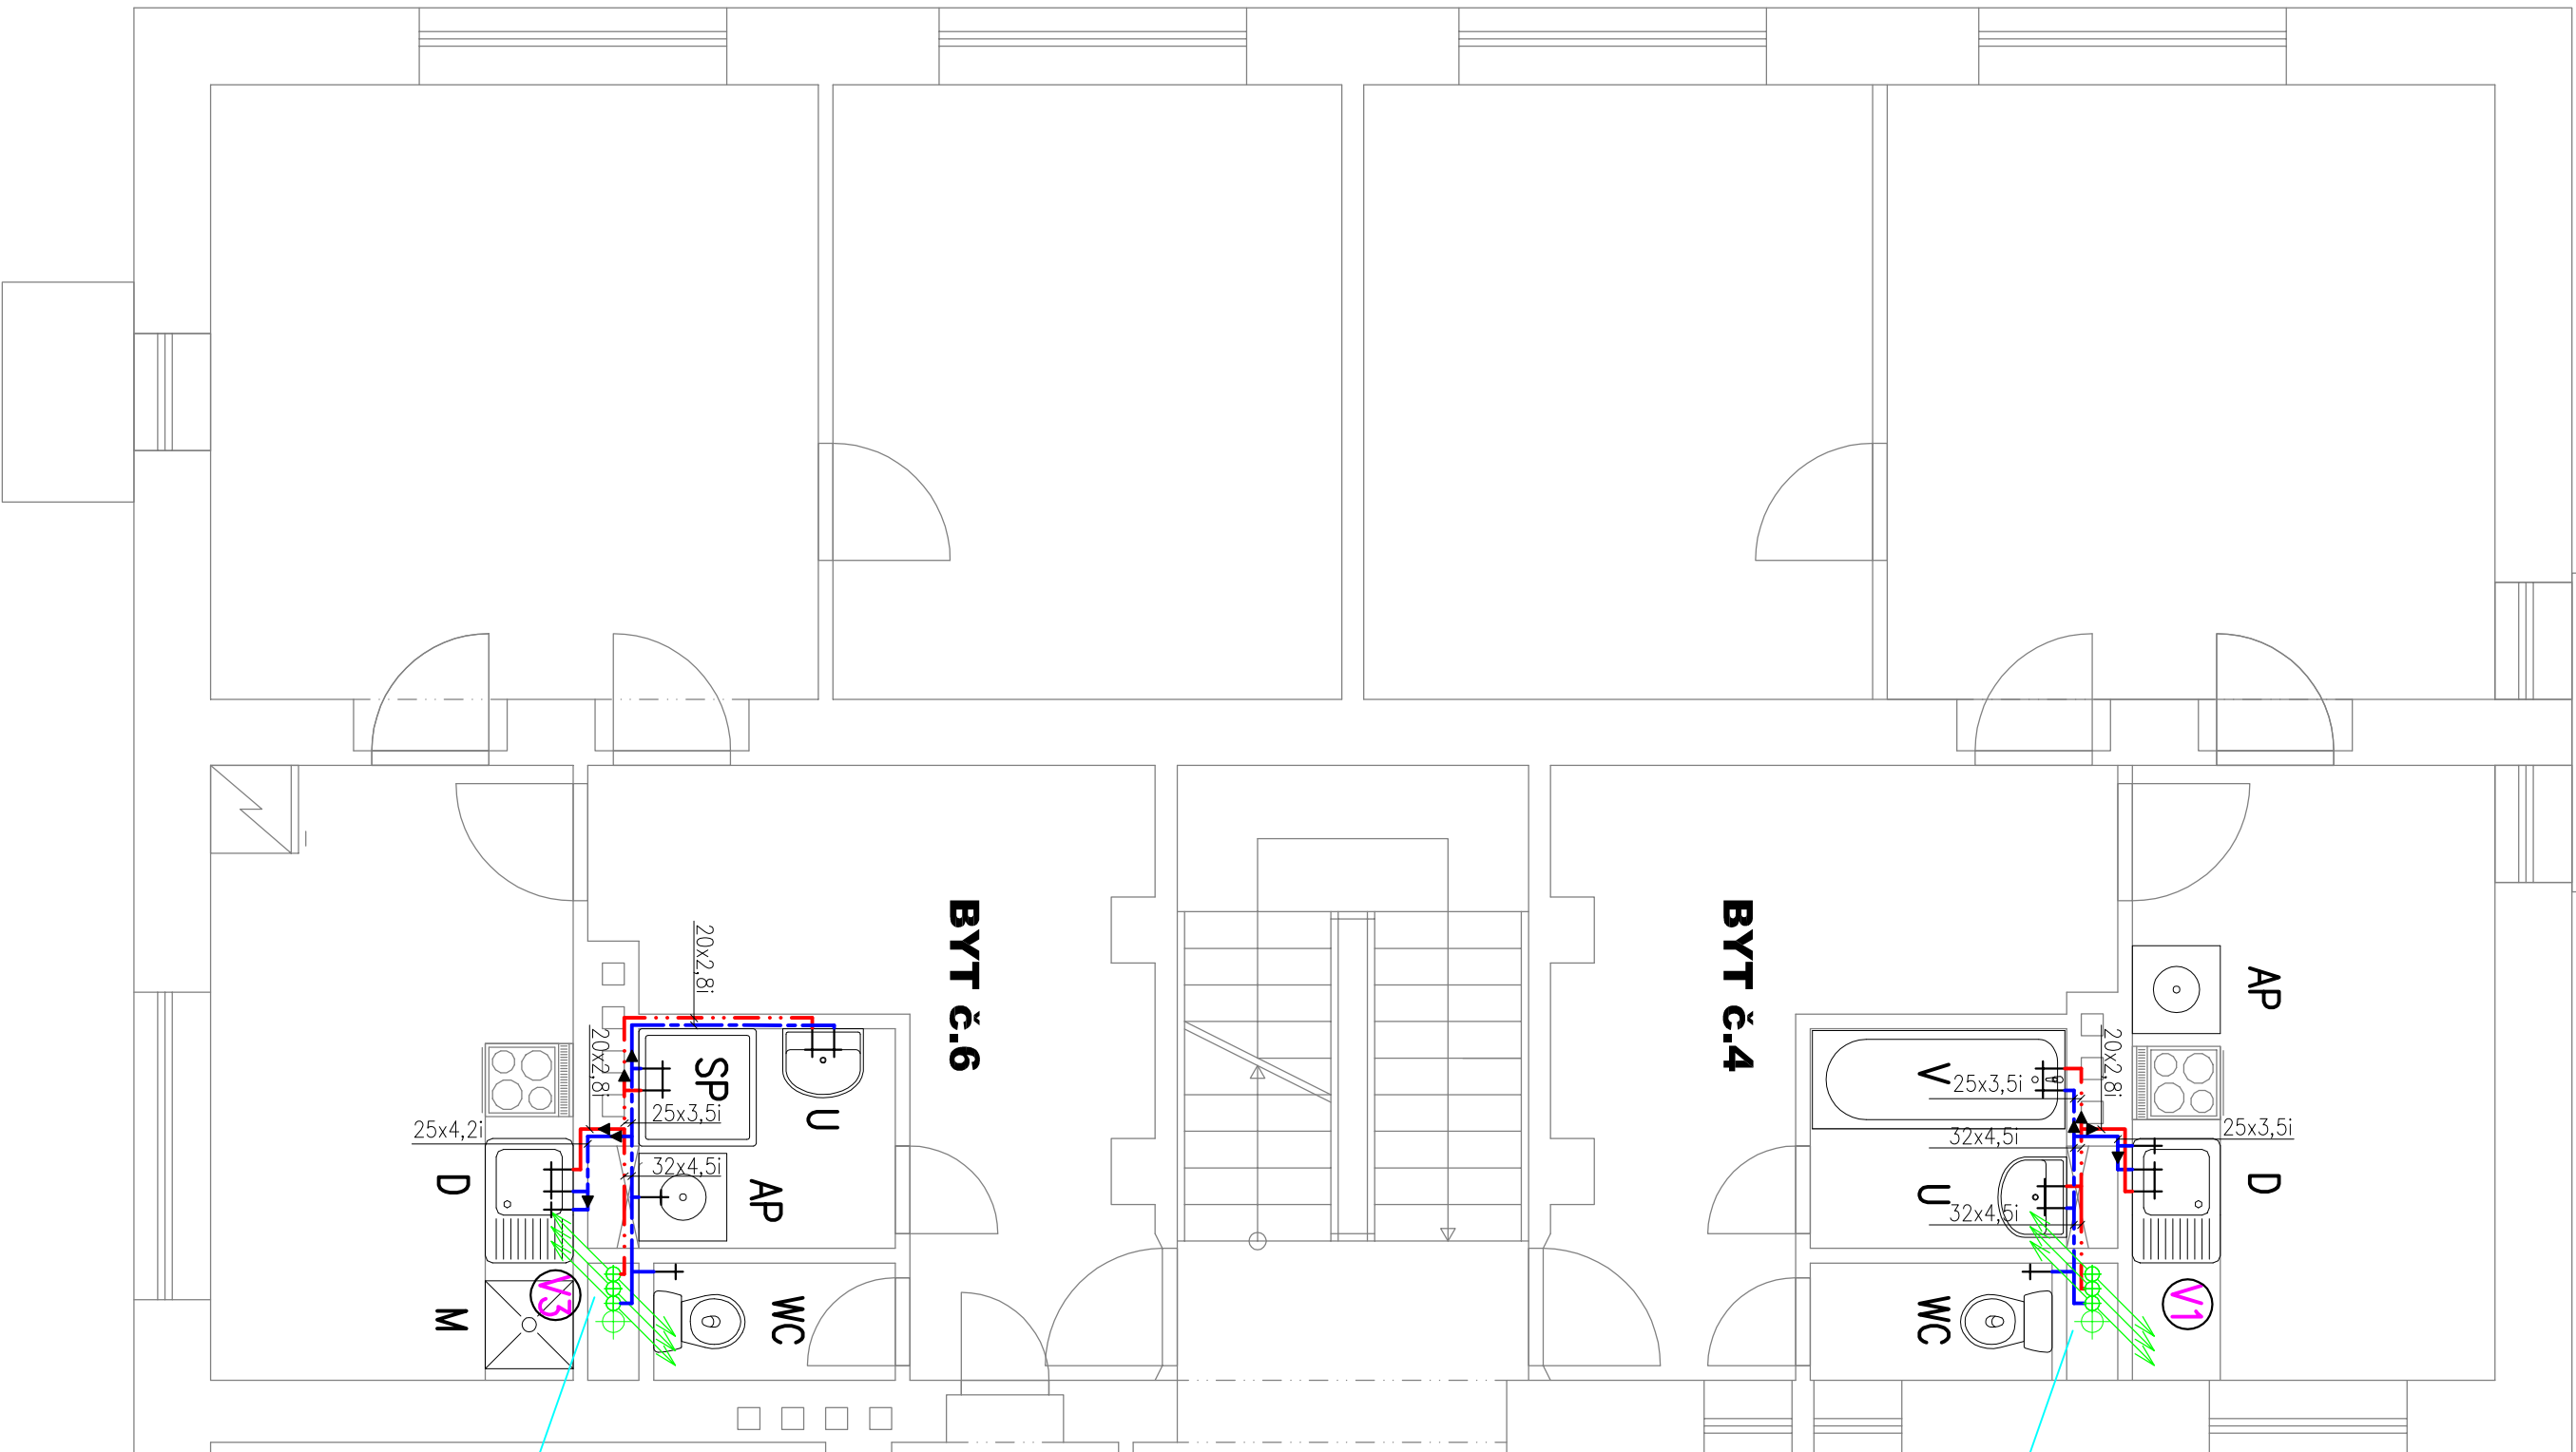 BYT č.6
BYT č.4
20x2,8i
20x2,8i
SP
U
25x3,5i
25x4,2i
32x4,5i
D
AP
V3
M
WC
AP
V
20x2,8i
25x3,5i
25x3,5i
32x4,5i
U
D
32x4,5i
WC
V1